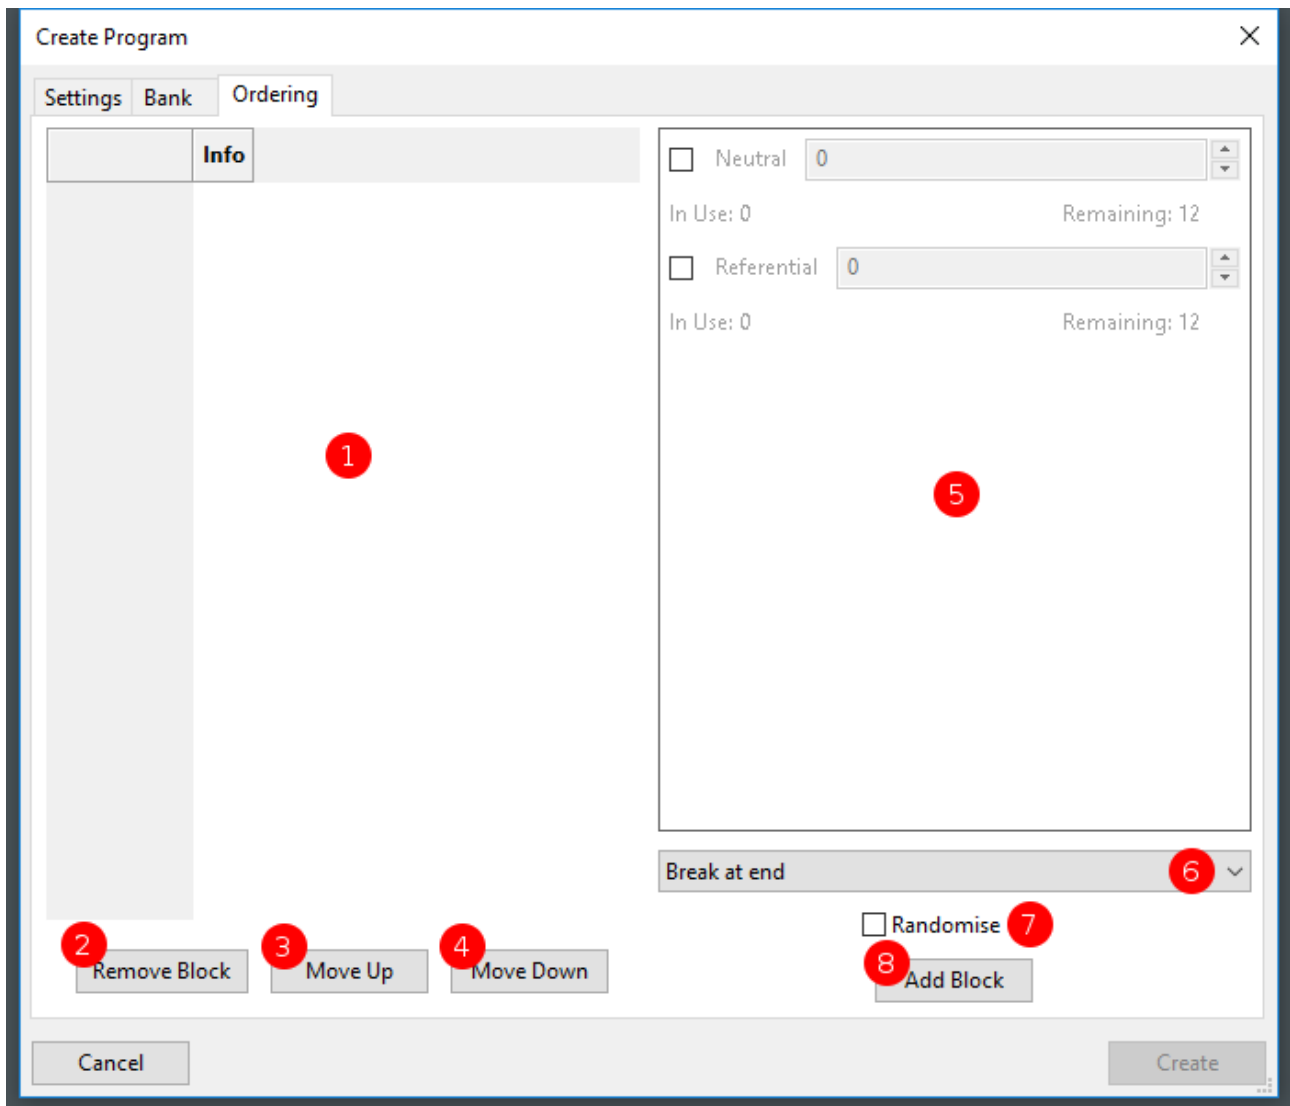 Create Program
Settings Bank Ordering
Info
Neutral 0
In Use: 0 Remaining: 12
Referential 0
In Use: 0 Remaining: 12
1
5
Break at end 6
Randomise 7
2 Remove Block 3 Move Up 4 Move Down
8 Add Block
Cancel Create